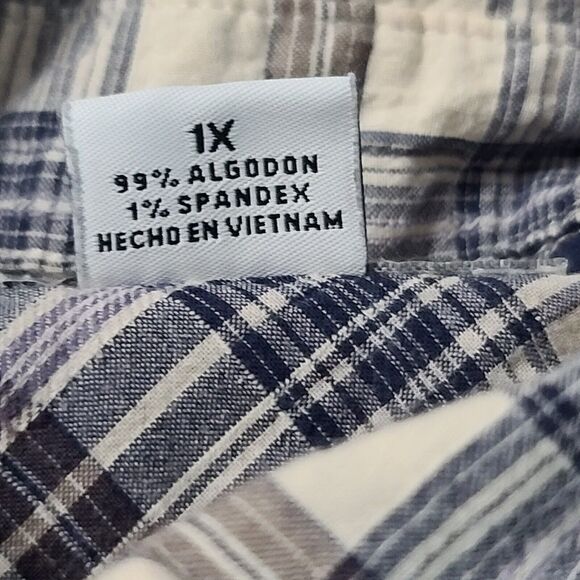 1X
99% ALGODON
1% SPANDEX
HECHO EN VIETNAM